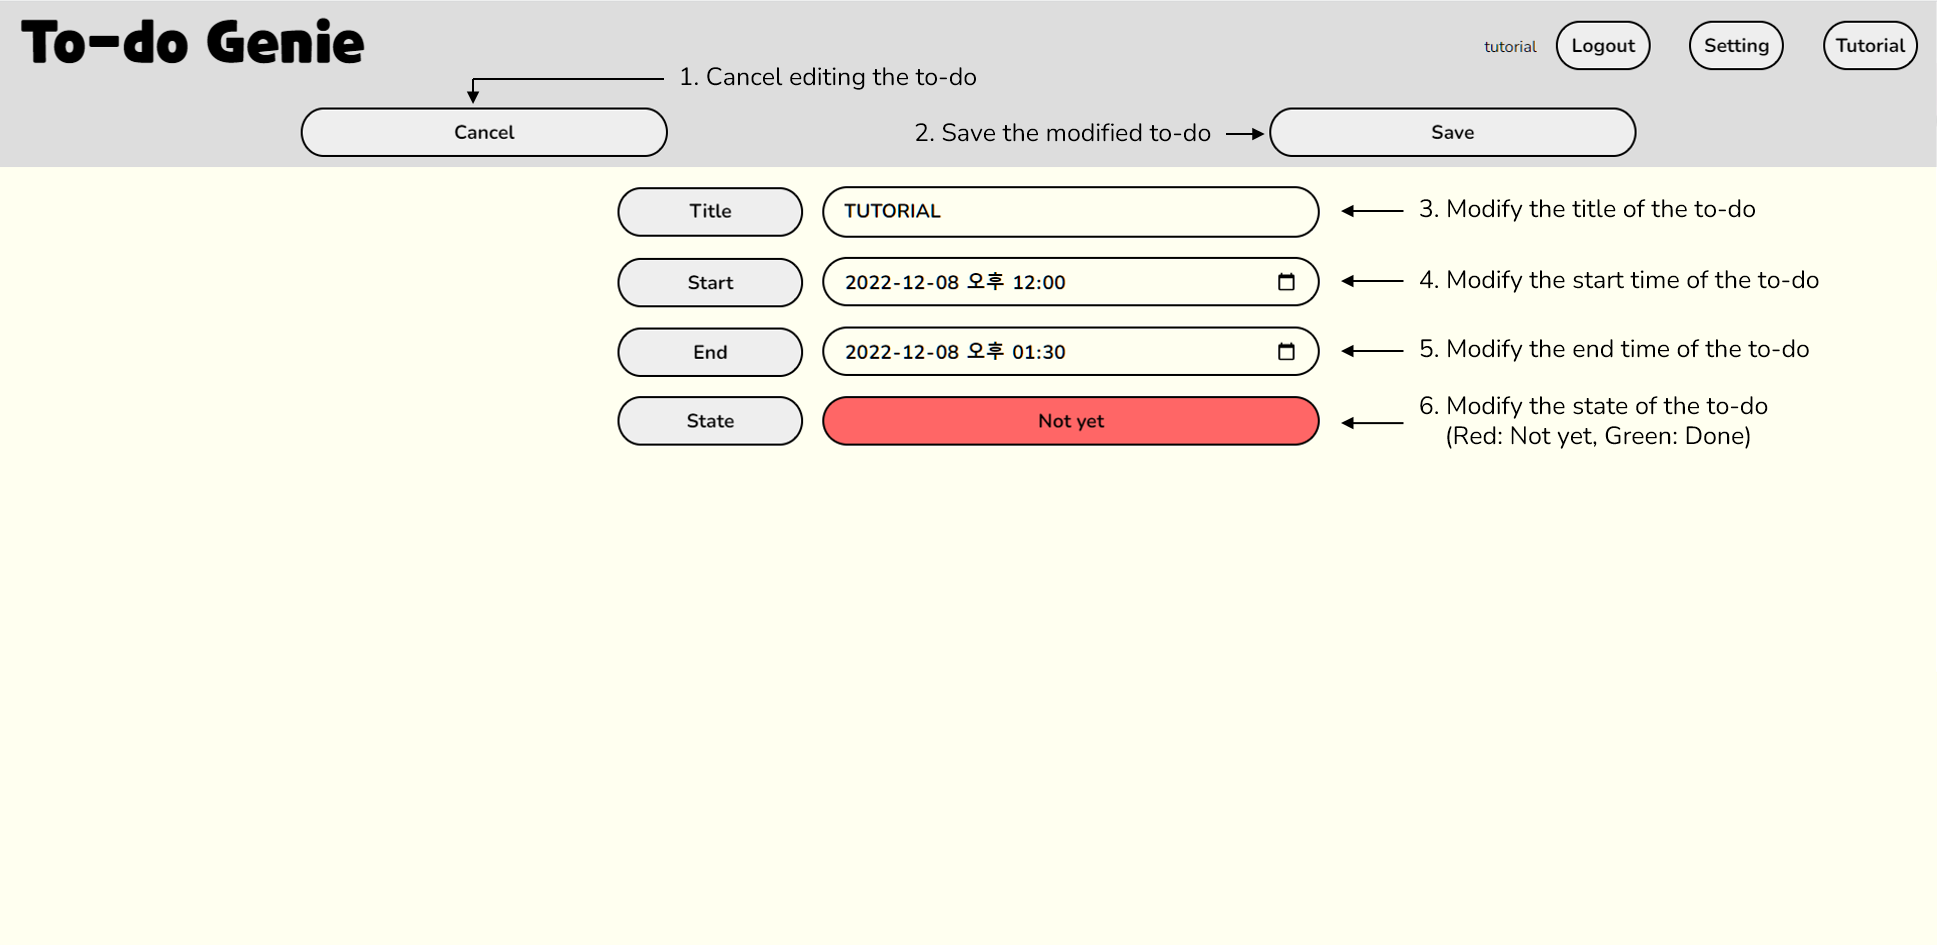 To-do Genie
tutorial
Logout
Setting
Tutorial
1. Cancel editing the to-do
Cancel
2. Save the modified to-do
Save
Title
TUTORIAL
3. Modify the title of the to-do
Start
2022-12-08 오후 12:00
4. Modify the start time of the to-do
End
2022-12-08 오후 01:30
5. Modify the end time of the to-do
State
Not yet
6. Modify the state of the to-do
(Red: Not yet, Green: Done)